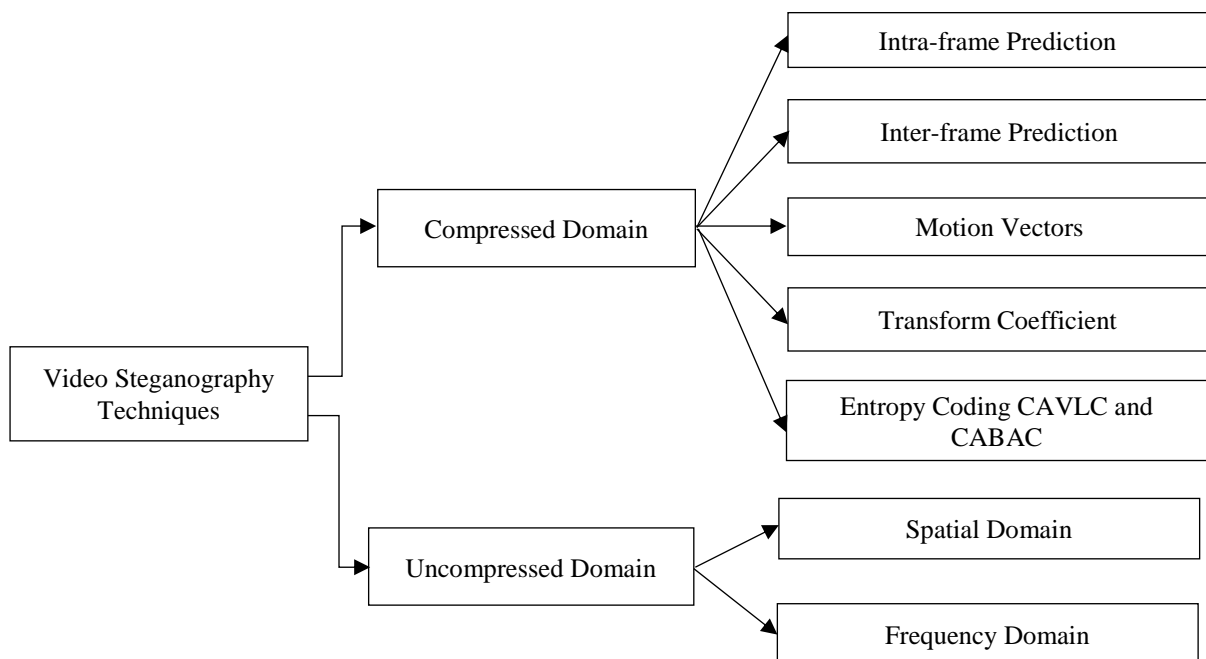 Intra-frame Prediction
Inter-frame Prediction
Compressed Domain
Motion Vectors
Transform Coefficient
Video Steganography
Techniques
Entropy Coding CAVLC and
CABAC
Spatial Domain
Uncompressed Domain
Frequency Domain